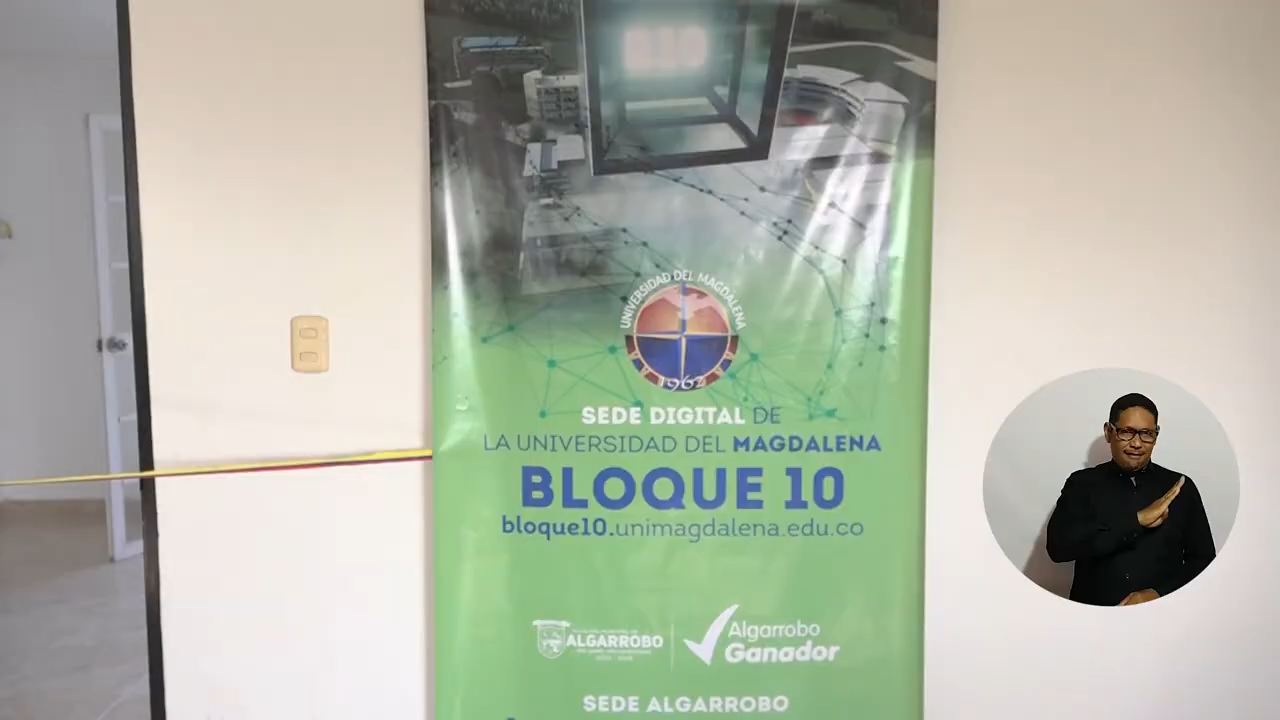 UNIVERSIDAD DEL MAGDALENA
1962
SEDE DIGITAL DE
LA UNIVERSIDAD DEL MAGDALENA
BLOQUE 10
bloque10.unimagdalena.edu.co
ALGARROBO
Algarrobo
Ganador
SEDE ALGARROBO